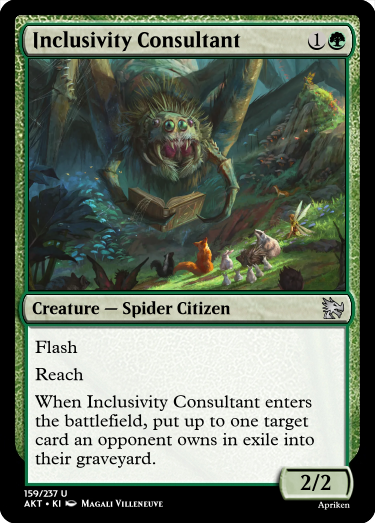 Inclusivity Consultant 1
Creature — Spider Citizen
Flash
Reach
When Inclusivity Consultant enters
the battlefield, put up to one target
card an opponent owns in exile into
their graveyard.
2/2
159/237 U
AKT • KI Magali Villeneuve
Apriken